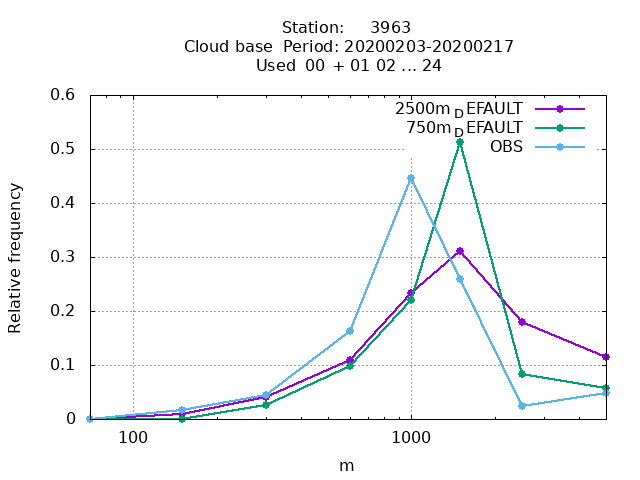 Station: 3963
Cloud base Period: 20200203-20200217
Used 00 + 01 02 ... 24
0.6
0.5
0.4
0.3
0.2
0.1
0
Relative frequency
2500m_DEFAULT
750m_DEFAULT
OBS
100
1000
m